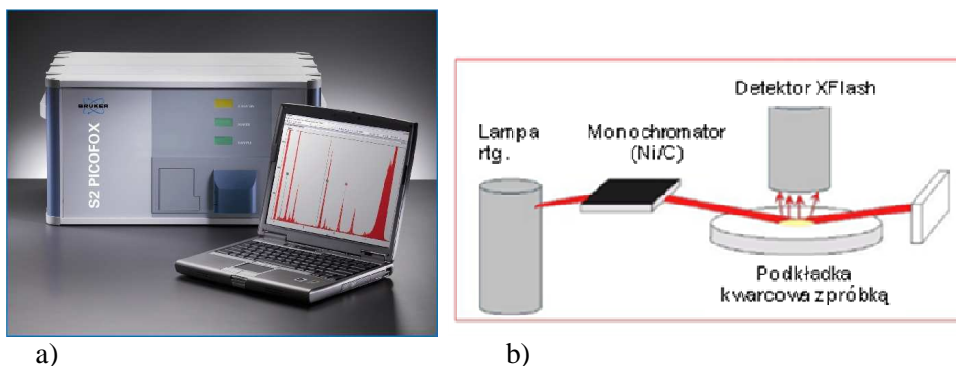 BRUKER
S2 PICOFOX
Detektor XFlash
Lampa
rtg.
Monochromator
(Ni/C)
Podkładka
kwarcowa z próbką
a)
b)